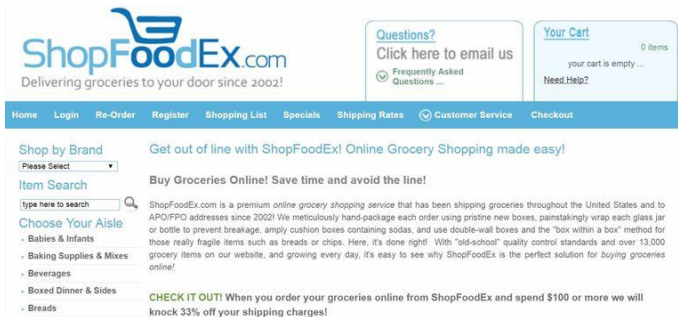 ShopFoodEx.com
Delivering groceries to your door since 2002!
Questions?
Click here to email us
Frequently Asked
Questions ...
Your Cart
0 items
your cart is empty ...
Need Help?
Home Login Re-Order Register Shopping List Specials Shipping Rates Customer Service Checkout
Shop by Brand
Please Select
Item Search
type here to search
Choose Your Aisle
Babies & Infants
Baking Supplies & Mixes
Beverages
Boxed Dinner & Sides
Breads
Get out of line with ShopFoodEx! Online Grocery Shopping made easy!
Buy Groceries Online! Save time and avoid the line!
ShopFoodEx.com is a premium online grocery shopping service that has been shipping groceries throughout the United States and to
APO/FPO addresses since 2002! We meticulously hand-package each order using pristine new boxes, painstakingly wrap each glass jar
or bottle to prevent breakage, amply cushion boxes containing sodas, and use double-wall boxes and the "box within a box" method for
those really fragile items such as breads or chips. Here, it's done right! With "old-school" quality control standards and over 13,000
grocery items on our website, and growing every day, it's easy to see why ShopFoodEx is the perfect solution for buying groceries
online!
CHECK IT OUT! When you order your groceries online from ShopFoodEx and spend $100 or more we will
knock 33% off your shipping charges!